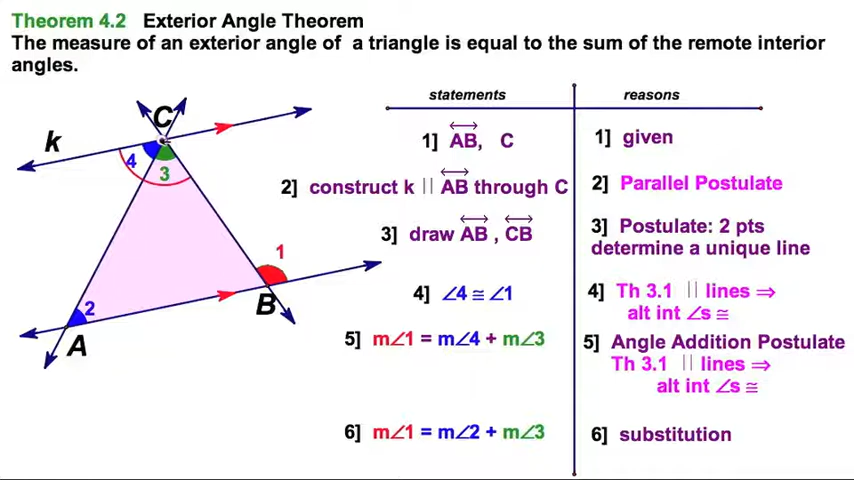 Theorem 4.2 Exterior Angle Theorem
The measure of an exterior angle of a triangle is equal to the sum of the remote interior
angles.
statements
reasons
1] AB, C
1] given
2] construct k || AB through C
2] Parallel Postulate
3] draw AB , CB
3] Postulate: 2 pts
determine a unique line
4] ∠4 ≅ ∠1
4] Th 3.1 || lines ⇒
alt int ∠s ≅
5] m∠1 = m∠4 + m∠3
5] Angle Addition Postulate
Th 3.1 || lines ⇒
alt int ∠s ≅
6] m∠1 = m∠2 + m∠3
6] substitution
C
k
4
3
1
2
B
A